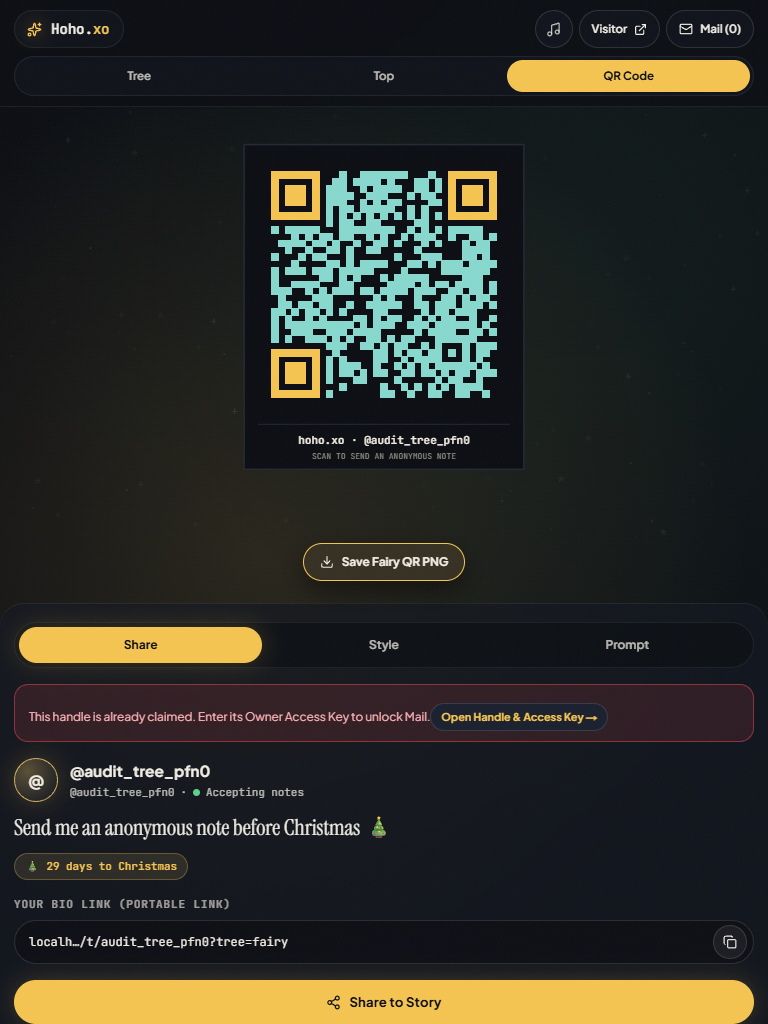 Hoho.xo
Visitor
Mail (0)
Tree
Top
QR Code
hoho.xo · @audit_tree_pfn0
SCAN TO SEND AN ANONYMOUS NOTE
Save Fairy QR PNG
Share
Style
Prompt
This handle is already claimed. Enter its Owner Access Key to unlock Mail. Open Handle & Access Key →
@
@audit_tree_pfn0
@audit_tree_pfn0 · Accepting notes
Send me an anonymous note before Christmas 🎄
🎄 29 days to Christmas
YOUR BIO LINK (PORTABLE LINK)
localh…/t/audit_tree_pfn0?tree=fairy
Share to Story